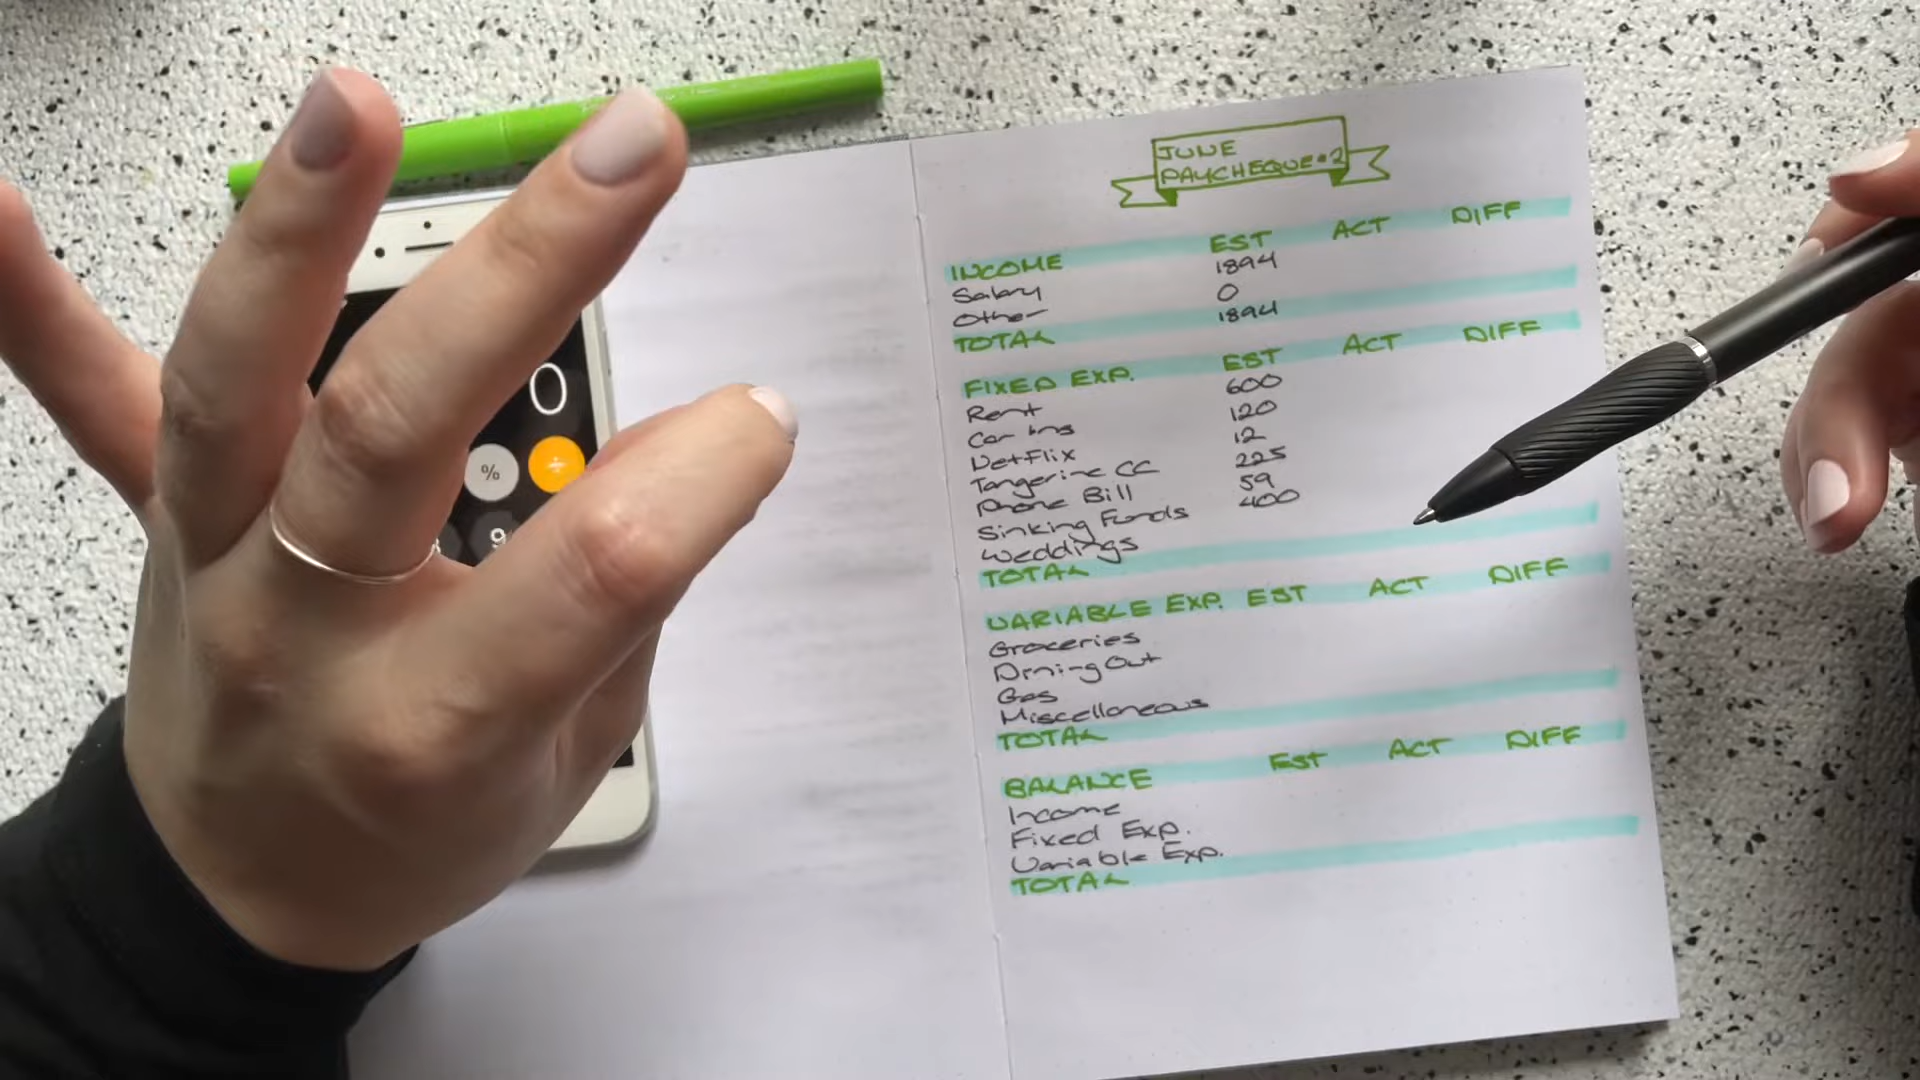 JUNE
PAYCHEQUE #2
INCOME EST ACT DIFF
Salary 1894
Other 0
TOTAL 1894
FIXED EXP. EST ACT DIFF
Rent 600
Car Ins 120
Netflix 12
Tangerine CC 225
Phone Bill 59
Sinking Funds 400
Weddings
TOTAL
VARIABLE EXP. EST ACT DIFF
Groceries
Dining Out
Gas
Miscellaneous
TOTAL
BALANCE EST ACT DIFF
Income
Fixed Exp.
Variable Exp.
TOTAL
0
%
9